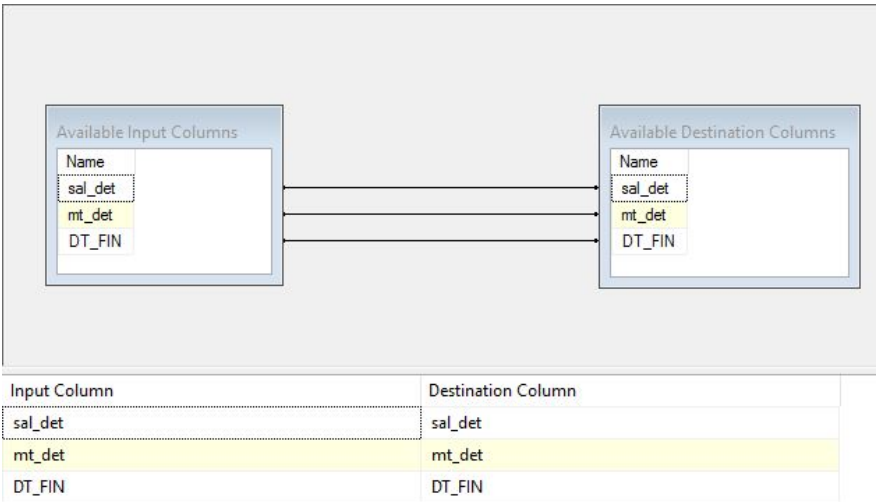 Available Input Columns
Name
sal_det
mt_det
DT_FIN
Available Destination Columns
Name
sal_det
mt_det
DT_FIN
Input Column Destination Column
sal_det sal_det
mt_det mt_det
DT_FIN DT_FIN